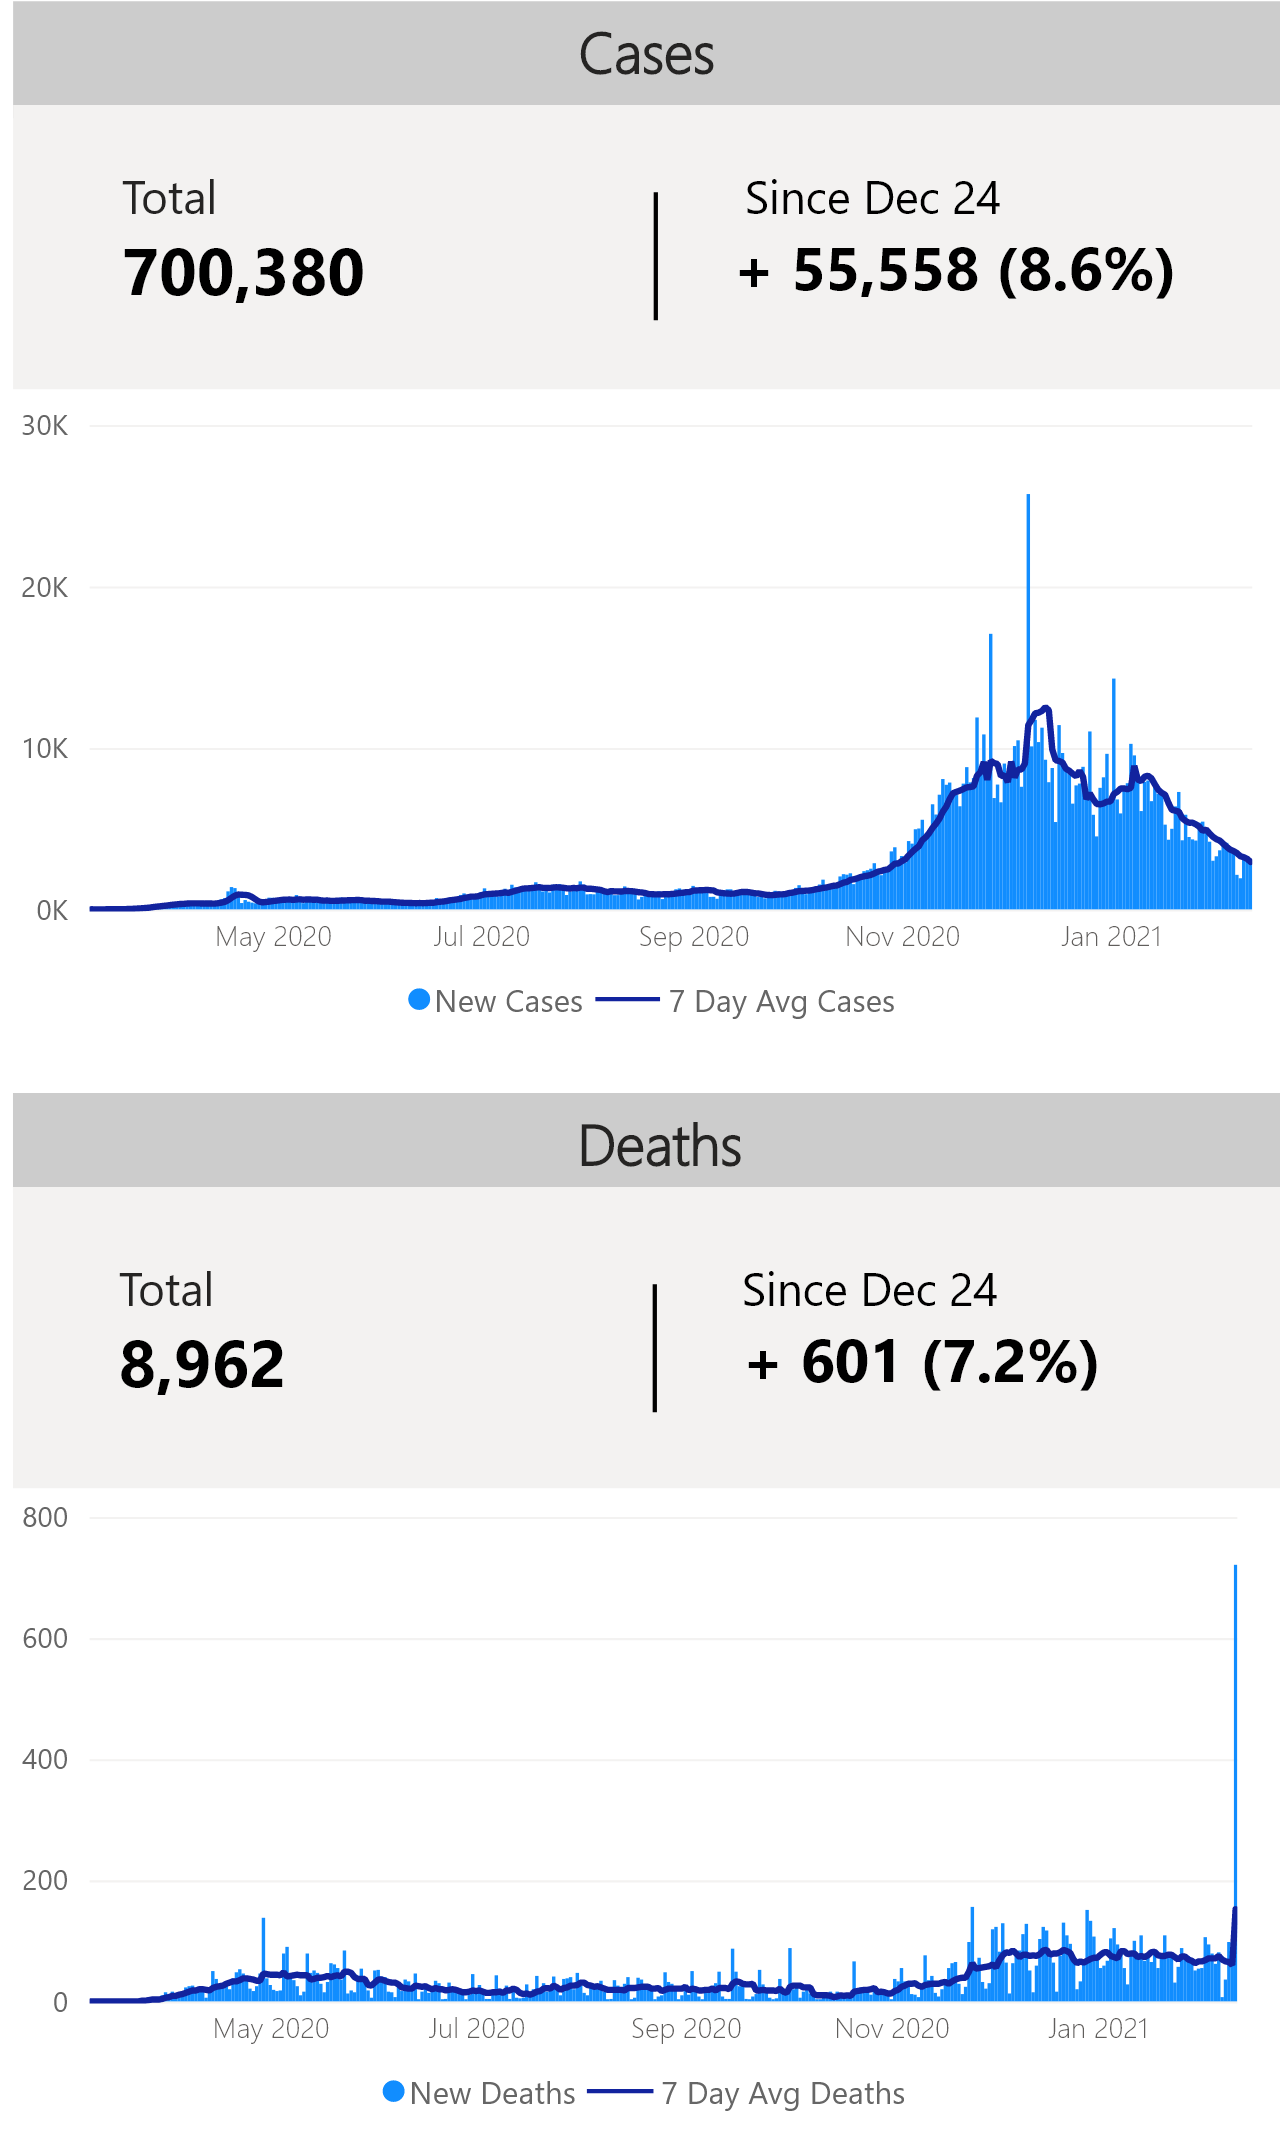 Cases
Total
Since Dec 24
700,380
+ 55,558 (8.6%)
30K
20K
10K
0K
May 2020
Jul 2020
Sep 2020
Nov 2020
Jan 2021
New Cases
7 Day Avg Cases
Deaths
Total
Since Dec 24
8,962
+ 601 (7.2%)
800
600
400
200
0
May 2020
Jul 2020
Sep 2020
Nov 2020
Jan 2021
New Deaths
7 Day Avg Deaths